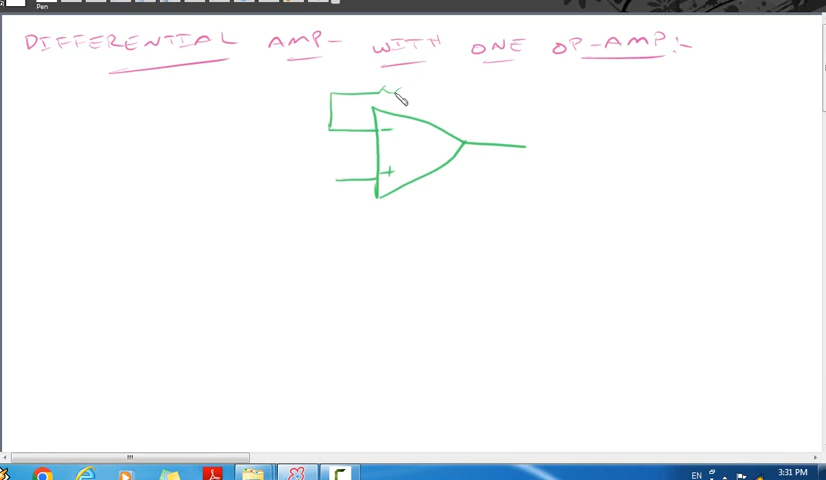 Pen
DIFFERENTIAL AMP- WITH ONE OP-AMP:-
-
+
EN
3:31 PM